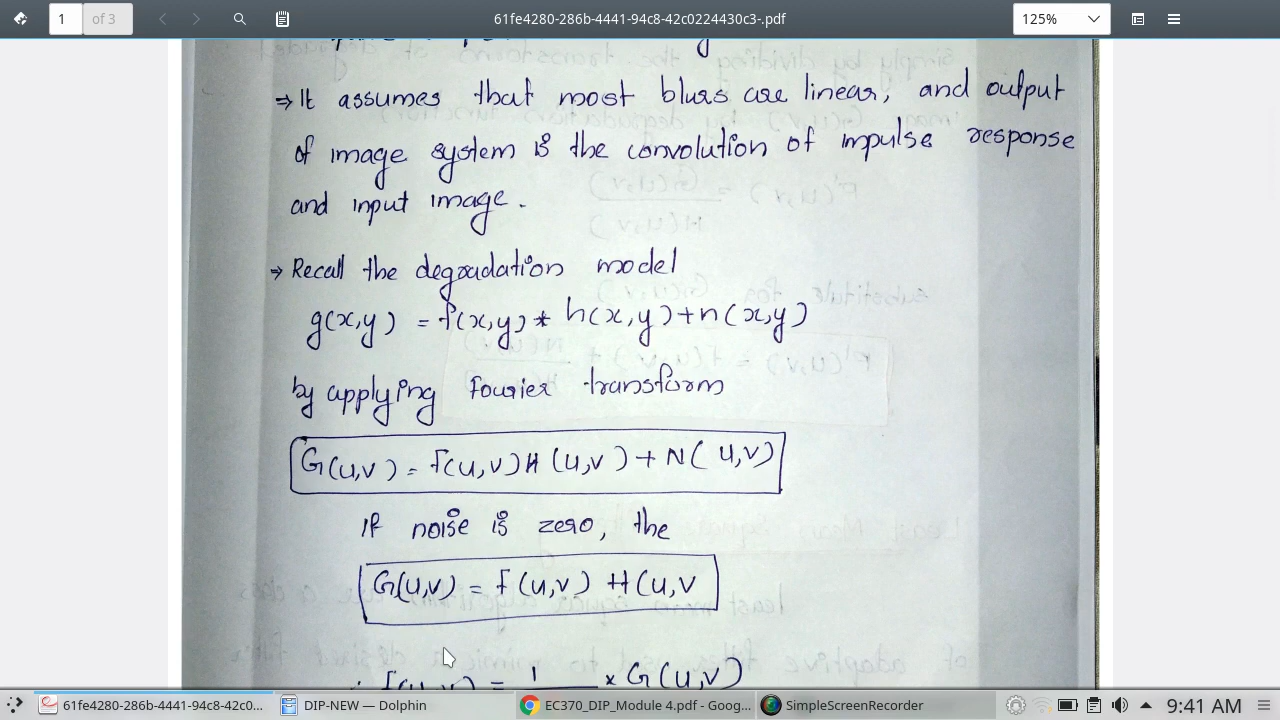 1 of 3
61fe4280-286b-4441-94c8-42c0224430c3-.pdf
125%
⇒ It assumes that most blurs are linear, and output
of image system is the convolution of impulse response
and input image.
⇒ Recall the degradation model
g(x,y) = f(x,y) * h(x,y)+n(x,y)
by applying fourier transform
G(u,v) = f(u,v)H (u,v) + N( u,v)
If noise is zero, the
G(u,v) = f(u,v) H(u,v
∴ f(u,v) = 1 × G(u,v)
61fe4280-286b-4441-94c8-42c0... DIP-NEW — Dolphin EC370_DIP_Module 4.pdf - Goog... SimpleScreenRecorder 9:41 AM